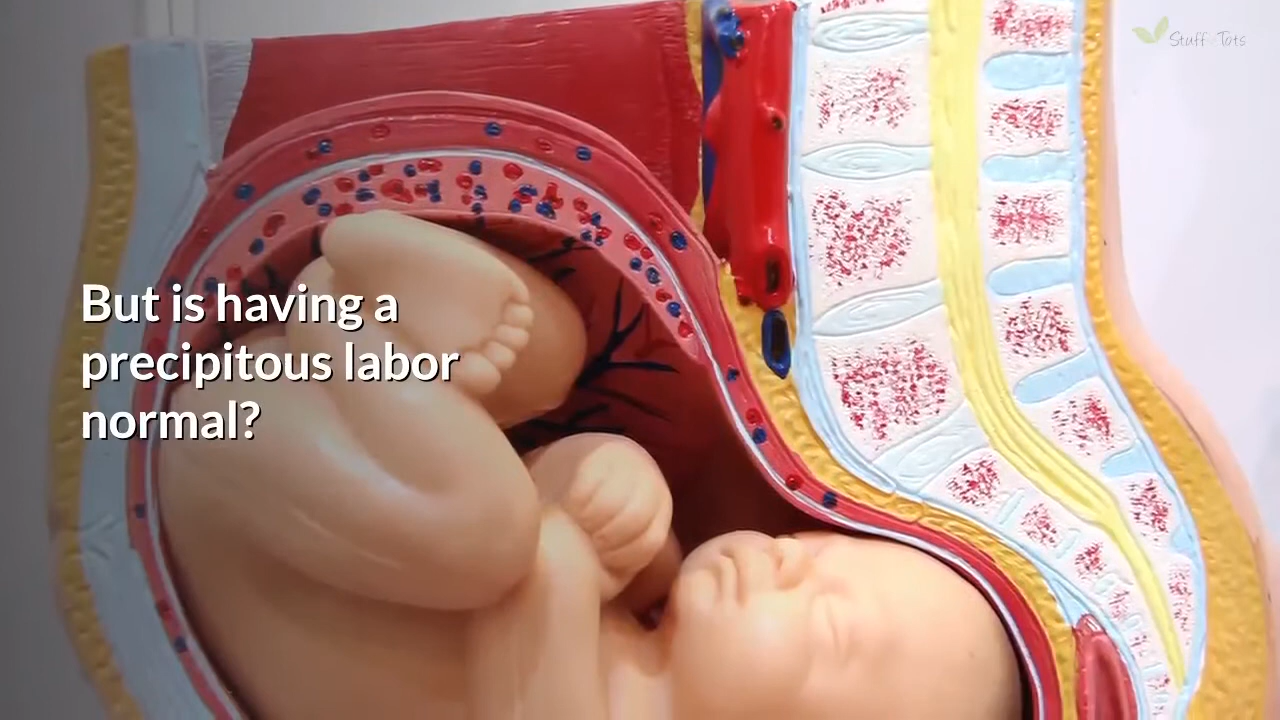 Stuff Tots
But is having a
precipitous labor
normal?